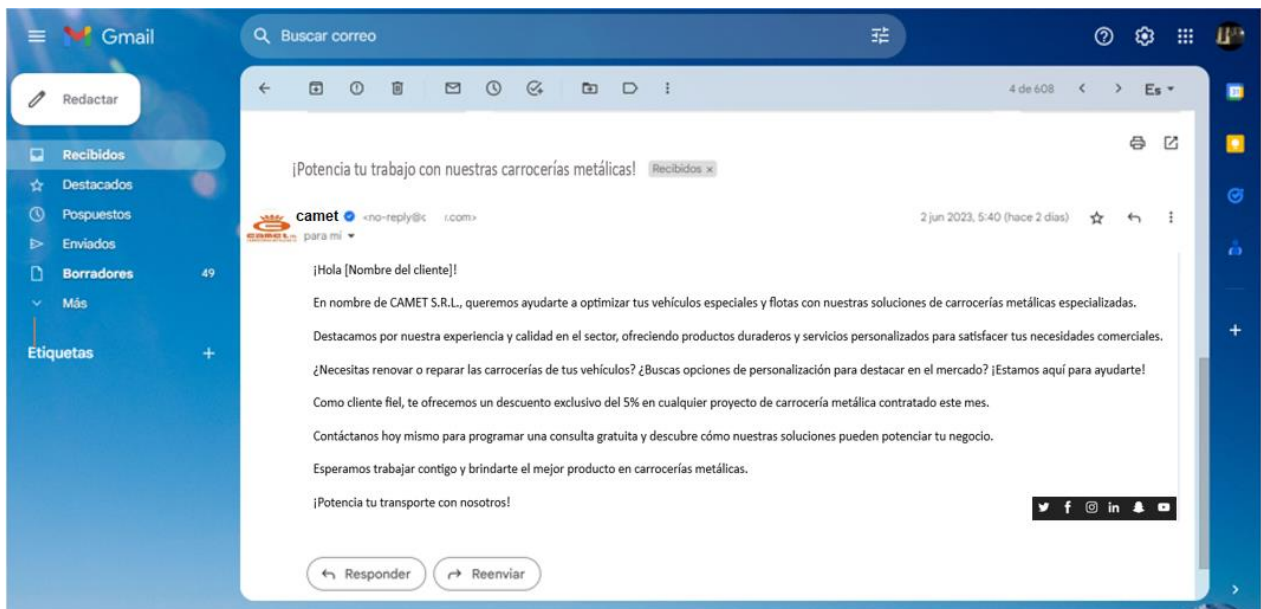 Gmail
Buscar correo
Redactar
4 de 608
Es
Recibidos
Destacados
Pospuestos
Enviados
Borradores 49
Más
Etiquetas
¡Potencia tu trabajo con nuestras carrocerías metálicas! Recibidos x
camet <no-reply@c .com>
2 jun 2023, 5:40 (hace 2 días)
para mí
CAMET
¡Hola [Nombre del cliente]!
En nombre de CAMET S.R.L., queremos ayudarte a optimizar tus vehículos especiales y flotas con nuestras soluciones de carrocerías metálicas especializadas.
Destacamos por nuestra experiencia y calidad en el sector, ofreciendo productos duraderos y servicios personalizados para satisfacer tus necesidades comerciales.
¿Necesitas renovar o reparar las carrocerías de tus vehículos? ¿Buscas opciones de personalización para destacar en el mercado? ¡Estamos aquí para ayudarte!
Como cliente fiel, te ofrecemos un descuento exclusivo del 5% en cualquier proyecto de carrocería metálica contratado este mes.
Contáctanos hoy mismo para programar una consulta gratuita y descubre cómo nuestras soluciones pueden potenciar tu negocio.
Esperamos trabajar contigo y brindarte el mejor producto en carrocerías metálicas.
¡Potencia tu transporte con nosotros!
Responder
Reenviar